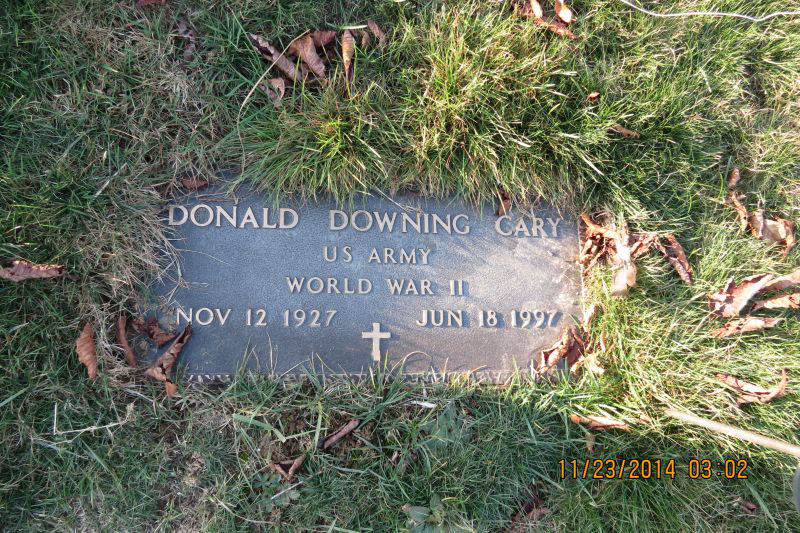 DONALD DOWNING CARY
US ARMY
WORLD WAR II
NOV 12 1927 JUN 18 1997
11/23/2014 03:02